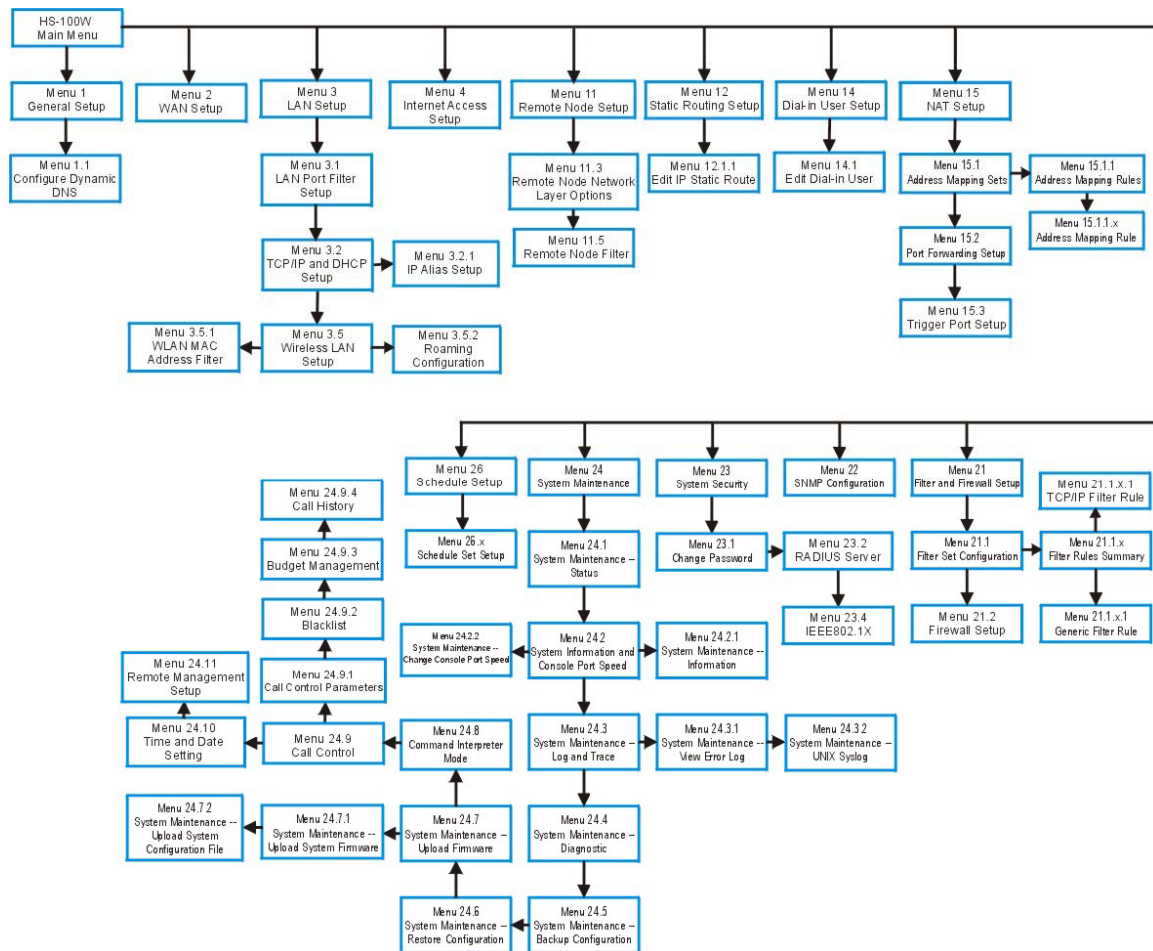 HS-100W
Main Menu
Menu 1
General Setup
Menu 2
WAN Setup
Menu 3
LAN Setup
Menu 4
Internet Access
Setup
Menu 11
Remote Node Setup
Menu 12
Static Routing Setup
Menu 14
Dial-in User Setup
Menu 15
NAT Setup
Menu 1.1
Configure Dynamic
DNS
Menu 3.1
LAN Port Filter
Setup
Menu 11.3
Remote Node Network
Layer Options
Menu 12.1.1
Edit IP Static Route
Menu 14.1
Edit Dial-in User
Menu 15.1
Address Mapping Sets
Menu 15.1.1
Address Mapping Rules
Menu 15.1.1.x
Address Mapping Rule
Menu 3.2
TCP/IP and DHCP
Setup
Menu 3.2.1
IP Alias Setup
Menu 11.5
Remote Node Filter
Menu 15.2
Port Forwarding Setup
Menu 15.3
Trigger Port Setup
Menu 3.5.1
WLAN MAC
Address Filter
Menu 3.5
Wireless LAN
Setup
Menu 3.5.2
Roaming
Configuration
Menu 26
Schedule Setup
Menu 24
System Maintenance
Menu 23
System Security
Menu 22
SNMP Configuration
Menu 21
Filter and Firewall Setup
Menu 21.1.x.1
TCP/IP Filter Rule
Menu 24.9.4
Call History
Menu 26.x
Schedule Set Setup
Menu 24.1
System Maintenance --
Status
Menu 23.1
Change Password
Menu 23.2
RADIUS Server
Menu 21.1
Filter Set Configuration
Menu 21.1.x
Filter Rules Summary
Menu 24.9.3
Budget Management
Menu 24.9.2
Blacklist
Menu 23.4
IEEE802.1X
Menu 21.2
Firewall Setup
Menu 21.1.x.1
Generic Filter Rule
Menu 24.2.2
System Maintenance --
Change Console Port Speed
Menu 24.2
System Information and
Console Port Speed
Menu 24.2.1
System Maintenance --
Information
Menu 24.11
Remote Management
Setup
Menu 24.9.1
Call Control Parameters
Menu 24.10
Time and Date
Setting
Menu 24.9
Call Control
Menu 24.8
Command Interpreter
Mode
Menu 24.3
System Maintenance --
Log and Trace
Menu 24.3.1
System Maintenance --
View Error Log
Menu 24.3.2
System Maintenance --
UNIX Syslog
Menu 24.7.2
System Maintenance --
Upload System
Configuration File
Menu 24.7.1
System Maintenance --
Upload System Firmware
Menu 24.7
System Maintenance --
Upload Firmware
Menu 24.4
System Maintenance --
Diagnostic
Menu 24.6
System Maintenance --
Restore Configuration
Menu 24.5
System Maintenance --
Backup Configuration